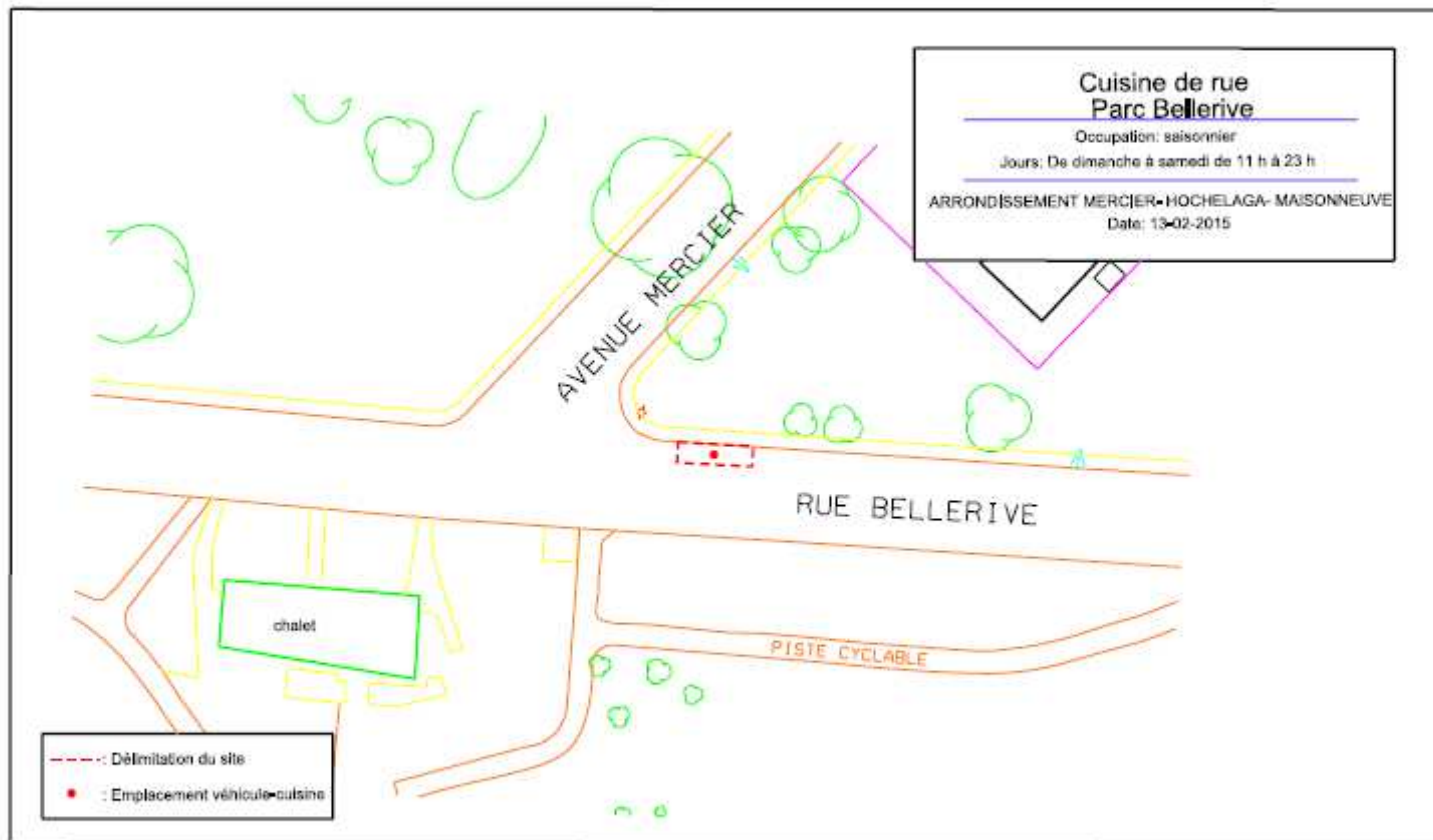 Cuisine de rue
Parc Bellerive
Occupation: saisonnier
Jours: De dimanche à samedi de 11 h à 23 h
ARRONDISSEMENT MERCIER- HOCHELAGA- MAISONNEUVE
Date: 13-02-2015
AVENUE MERCIER
RUE BELLERIVE
chalet
PISTE CYCLABLE
: Délimitation du site
: Emplacement véhicule-cuisine